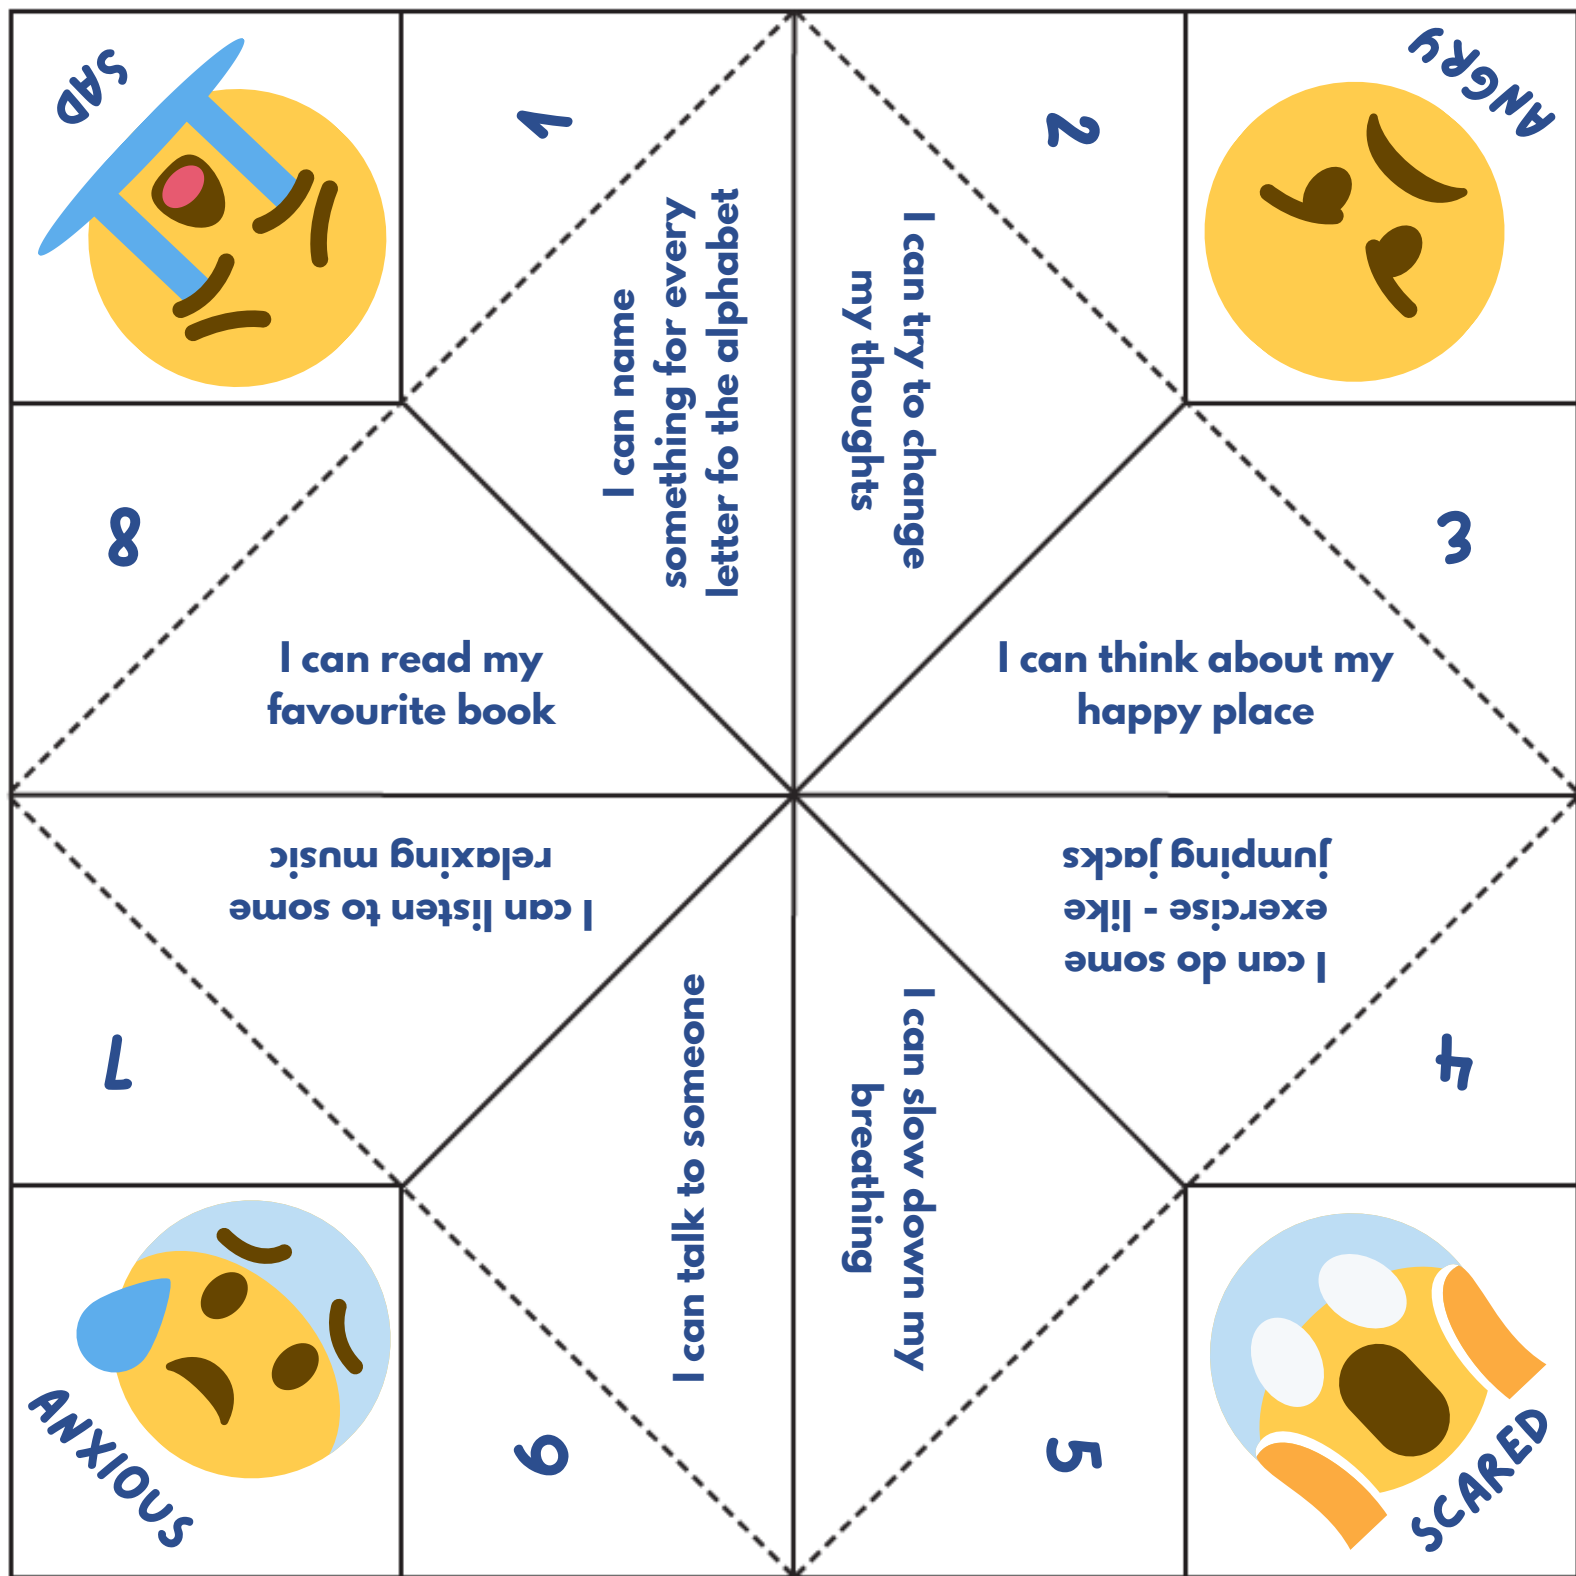 SAD
1
2
ANGRY
I can name
something for every
letter fo the alphabet
I can try to change
my thoughts
8
3
I can read my
favourite book
I can think about my
happy place
I can listen to some
relaxing music
I can do some
exercise - like
jumping jacks
7
4
I can talk to someone
I can slow down my
breathing
ANXIOUS
6
5
SCARED